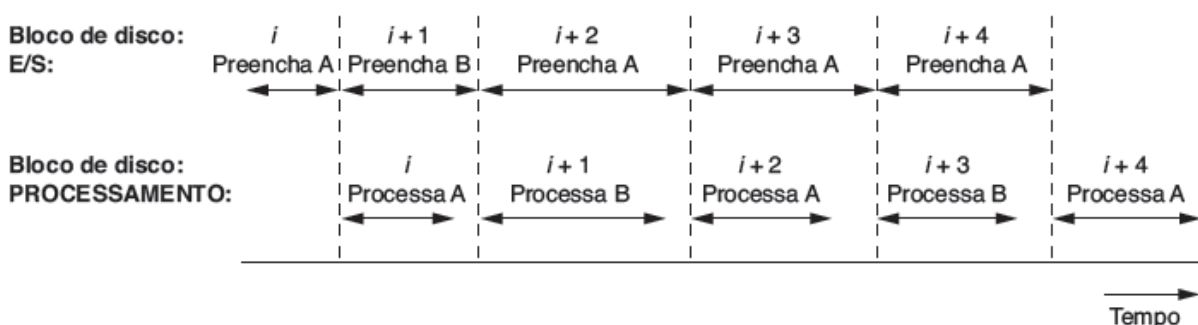 Bloco de disco: i i + 1 i + 2 i + 3 i + 4
E/S: Preencha A Preencha B Preencha A Preencha A Preencha A
Bloco de disco: i i + 1 i + 2 i + 3 i + 4
PROCESSAMENTO: Processa A Processa B Processa A Processa B Processa A
Tempo